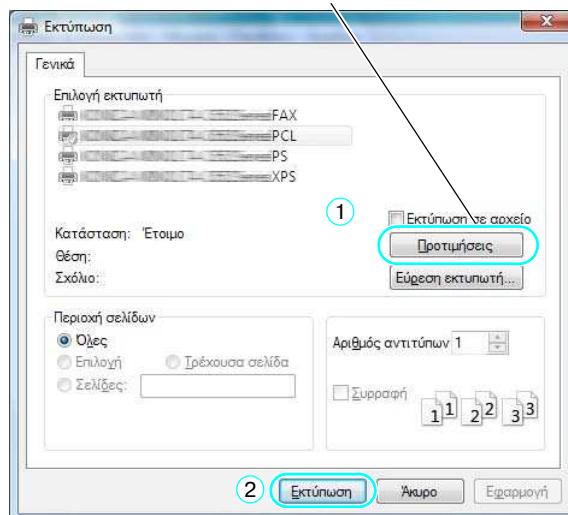 Εκτύπωση
Γενικά
Επιλογή εκτυπωτή
FAX
PCL
PS
XPS
1
Εκτύπωση σε αρχείο
Κατάσταση: Έτοιμο
Προτιμήσεις
Θέση:
Σχόλιο:
Εύρεση εκτυπωτή...
Περιοχή σελίδων
Όλες
Επιλογή
Τρέχουσα σελίδα
Σελίδες:
Αριθμός αντιτύπων 1
Συρραφή
1 1 2 2 3 3
2
Εκτύπωση
Άκυρο
Εφαρμογή